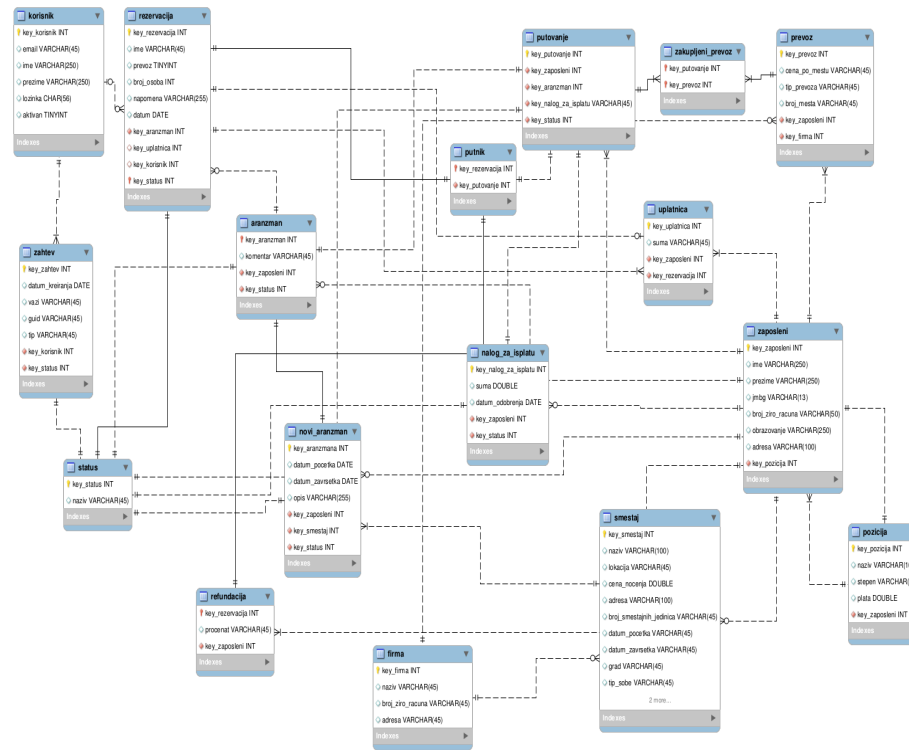 korisnik
key_korisnik INT
email VARCHAR(45)
ime VARCHAR(250)
prezime VARCHAR(250)
lozinka CHAR(56)
aktivan TINYINT
Indexes
rezervacija
key_rezervacija INT
ime VARCHAR(45)
prevoz TINYINT
broj_osoba INT
napomena VARCHAR(255)
datum DATE
key_aranzman INT
key_uplatnica INT
key_korisnik INT
key_status INT
Indexes
putovanje
key_putovanje INT
key_zaposleni INT
key_aranzman INT
key_nalog_za_isplatu VARCHAR(45)
key_status INT
Indexes
zakupljeni_prevoz
key_putovanje INT
key_prevoz INT
Indexes
prevoz
key_prevoz INT
cena_po_mestu VARCHAR(45)
tip_prevoza VARCHAR(45)
broj_mesta VARCHAR(45)
key_zaposleni INT
key_firma INT
Indexes
putnik
key_rezervacija INT
key_putovanje INT
Indexes
uplatnica
key_uplatnica INT
suma VARCHAR(45)
key_zaposleni INT
key_rezervacija INT
Indexes
aranzman
key_aranzman INT
komentar VARCHAR(45)
key_zaposleni INT
key_status INT
Indexes
zahtev
key_zahtev INT
datum_kreiranja DATE
vazi VARCHAR(45)
guid VARCHAR(45)
tip VARCHAR(45)
key_korisnik INT
key_status INT
Indexes
zaposleni
key_zaposleni INT
ime VARCHAR(250)
prezime VARCHAR(250)
jmbg VARCHAR(13)
broj_ziro_racuna VARCHAR(50)
obrazovanje VARCHAR(250)
adresa VARCHAR(100)
key_pozicija INT
Indexes
nalog_za_isplatu
key_nalog_za_isplatu INT
suma DOUBLE
datum_odobrenja DATE
key_zaposleni INT
key_status INT
Indexes
novi_aranzman
key_aranzmana INT
datum_pocetka DATE
datum_zavrsetka DATE
opis VARCHAR(255)
key_zaposleni INT
key_smestaj INT
key_status INT
Indexes
status
key_status INT
naziv VARCHAR(45)
Indexes
smestaj
key_smestaj INT
naziv VARCHAR(100)
lokacija VARCHAR(45)
cena_nocenja DOUBLE
adresa VARCHAR(100)
broj_smestajnih_jedinica VARCHAR(45)
datum_pocetka VARCHAR(45)
datum_zavrsetka VARCHAR(45)
grad VARCHAR(45)
tip_sobe VARCHAR(45)
2 more...
Indexes
pozicija
key_pozicija INT
naziv VARCHAR(10
stepen VARCHAR(
plata DOUBLE
key_zaposleni INT
Indexes
refundacija
key_rezervacija INT
procenat VARCHAR(45)
key_zaposleni INT
Indexes
firma
key_firma INT
naziv VARCHAR(45)
broj_ziro_racuna VARCHAR(45)
adresa VARCHAR(45)
Indexes